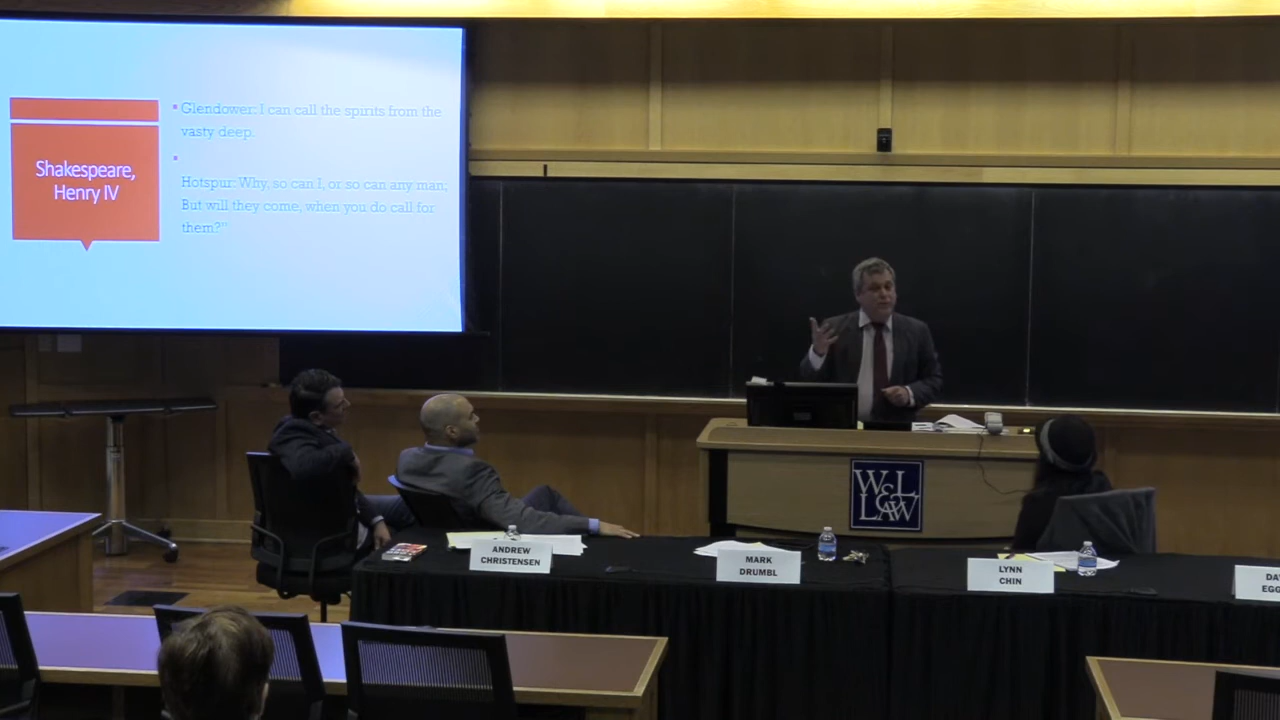 Shakespeare,
Henry IV
Glendower: I can call the spirits from the
vasty deep.
Hotspur: Why, so can I, or so can any man;
But will they come, when you do call for
them?"
W&L
LAW
ANDREW
CHRISTENSEN
MARK
DRUMBL
LYNN
CHIN
DA
EGG